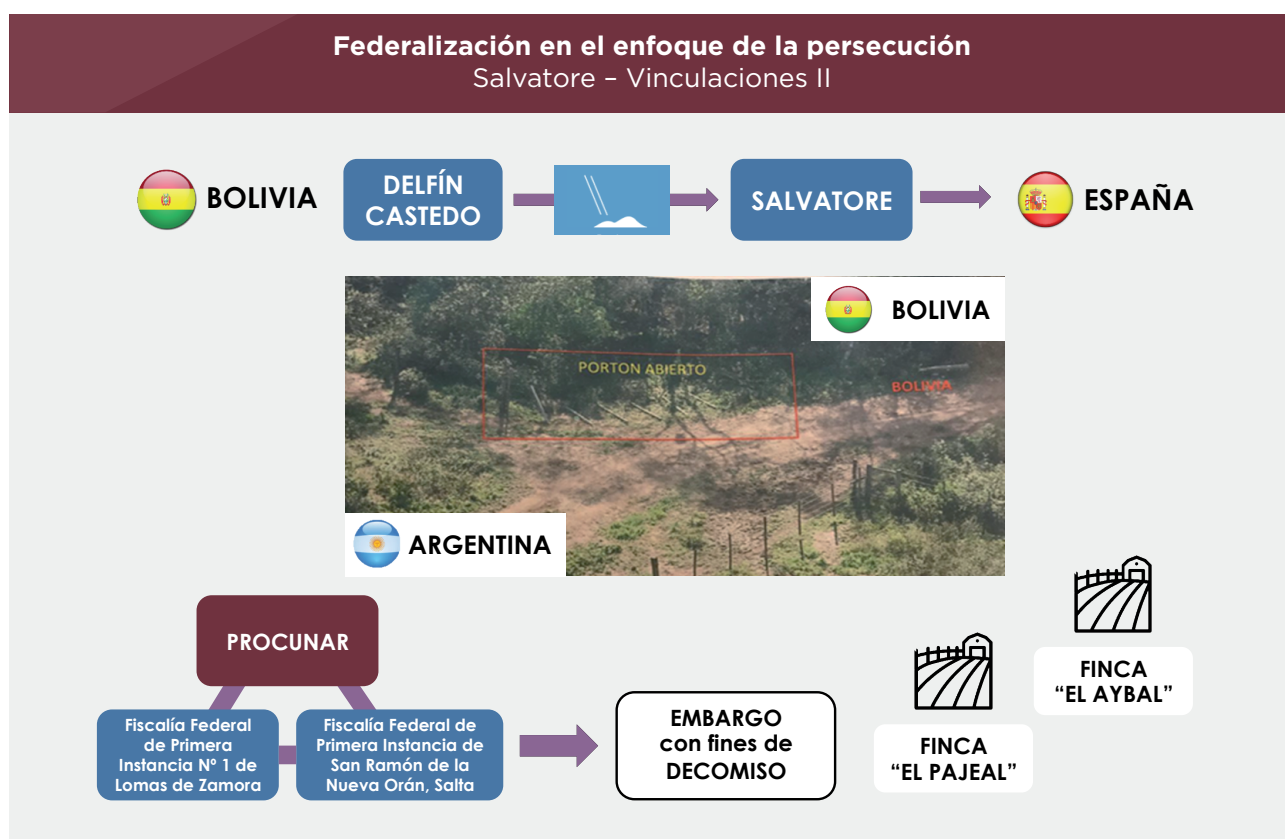 Federalización en el enfoque de la persecución
Salvatore – Vinculaciones II
BOLIVIA
DELFÍN
CASTEDO
SALVATORE
ESPAÑA
BOLIVIA
PORTON ABIERTO
BOLIVIA
ARGENTINA
PROCUNAR
Fiscalía Federal
de Primera
Instancia Nº 1 de
Lomas de Zamora
Fiscalía Federal de
Primera Instancia de
San Ramón de la
Nueva Orán, Salta
EMBARGO
con fines de
DECOMISO
FINCA
“EL PAJEAL”
FINCA
“EL AYBAL”